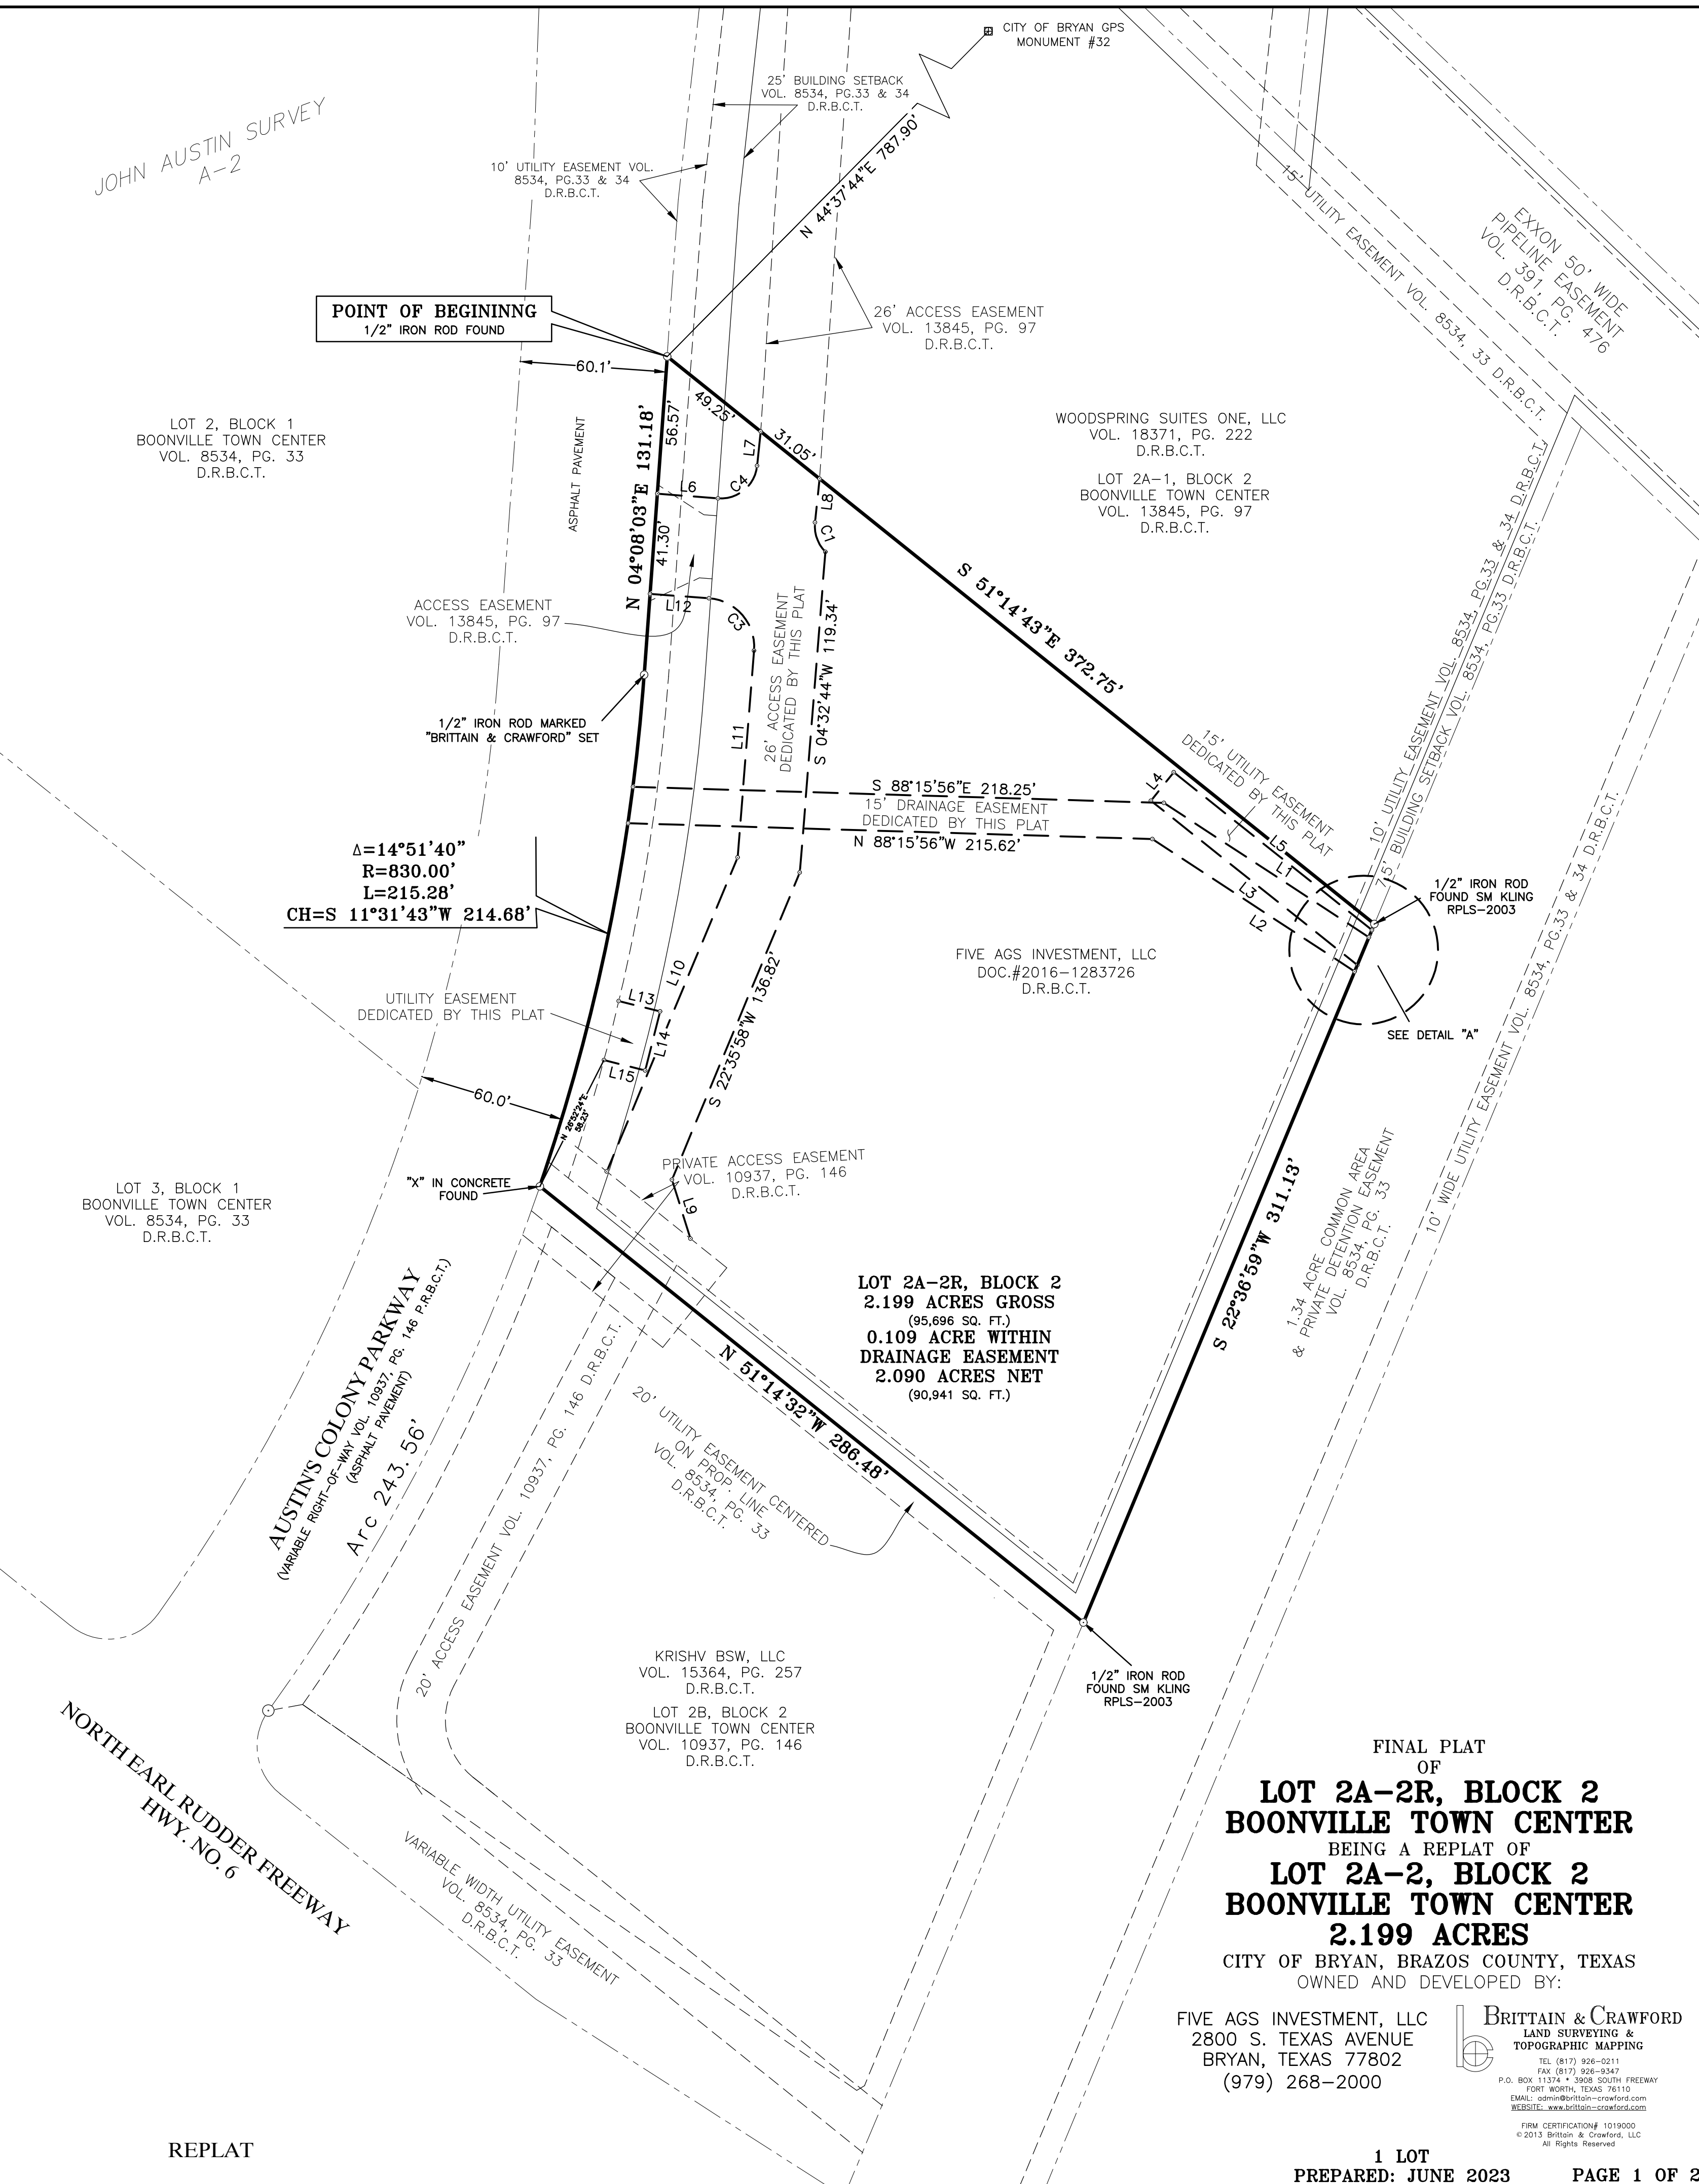 CITY OF BRYAN GPS
MONUMENT #32
25' BUILDING SETBACK
VOL. 8534, PG.33 & 34
D.R.B.C.T.
JOHN AUSTIN SURVEY
A-2
10' UTILITY EASEMENT VOL.
8534, PG.33 & 34
D.R.B.C.T.
N 44°37'44"E 787.90'
15' UTILITY EASEMENT VOL. 8534, 33 D.R.B.C.T.
EXXON 50' WIDE
PIPELINE EASEMENT
VOL. 391, PG. 476
D.R.B.C.T.
POINT OF BEGININNG
1/2" IRON ROD FOUND
26' ACCESS EASEMENT
VOL. 13845, PG. 97
D.R.B.C.T.
60.1'
49.25'
31.05'
LOT 2, BLOCK 1
BOONVILLE TOWN CENTER
VOL. 8534, PG. 33
D.R.B.C.T.
ASPHALT PAVEMENT
N 04°08'03"E 131.18'
56.57'
41.30'
L7
L6
C4
L8
C1
WOODSPRING SUITES ONE, LLC
VOL. 18371, PG. 222
D.R.B.C.T.
LOT 2A-1, BLOCK 2
BOONVILLE TOWN CENTER
VOL. 13845, PG. 97
D.R.B.C.T.
S 51°14'43"E 372.75'
ACCESS EASEMENT
VOL. 13845, PG. 97
D.R.B.C.T.
L12
C3
26' ACCESS EASEMENT
DEDICATED BY THIS PLAT
S 04°32'44"W 119.34'
L11
1/2" IRON ROD MARKED
"BRITTAIN & CRAWFORD" SET
10' UTILITY EASEMENT VOL. 8534, PG.33 & 34 D.R.B.C.T.
7.5' BUILDING SETBACK VOL. 8534, PG.33 D.R.B.C.T.
15' UTILITY EASEMENT
DEDICATED BY THIS PLAT
L4
S 88°15'56"E 218.25'
15' DRAINAGE EASEMENT
DEDICATED BY THIS PLAT
N 88°15'56"W 215.62'
L5
L1
L3
L2
Δ=14°51'40"
R=830.00'
L=215.28'
CH=S 11°31'43"W 214.68'
1/2" IRON ROD
FOUND SM KLING
RPLS-2003
FIVE AGS INVESTMENT, LLC
DOC.#2016-1283726
D.R.B.C.T.
SEE DETAIL "A"
L10
UTILITY EASEMENT
DEDICATED BY THIS PLAT
L13
L14
L15
S 22°35'58"W 136.82'
60.0'
N 26°52'24"E
58.23'
10' WIDE UTILITY EASEMENT VOL. 8534, PG.33 & 34 D.R.B.C.T.
"X" IN CONCRETE
FOUND
PRIVATE ACCESS EASEMENT
VOL. 10937, PG. 146
D.R.B.C.T.
L9
LOT 3, BLOCK 1
BOONVILLE TOWN CENTER
VOL. 8534, PG. 33
D.R.B.C.T.
S 22°36'59"W 311.13'
1.34 ACRE COMMON AREA
& PRIVATE DETENTION EASEMENT
VOL. 8534, PG. 33
D.R.B.C.T.
LOT 2A-2R, BLOCK 2
2.199 ACRES GROSS
(95,696 SQ. FT.)
0.109 ACRE WITHIN
DRAINAGE EASEMENT
2.090 ACRES NET
(90,941 SQ. FT.)
AUSTIN'S COLONY PARKWAY
(VARIABLE RIGHT-OF-WAY VOL. 10937, PG. 146 P.R.B.C.T.)
(ASPHALT PAVEMENT)
Arc 243.56'
20' ACCESS EASEMENT VOL. 10937, PG. 146 D.R.B.C.T.
N 51°14'32"W 286.48'
20' UTILITY EASEMENT CENTERED
ON PROP. LINE
VOL. 8534, PG. 33
D.R.B.C.T.
KRISHV BSW, LLC
VOL. 15364, PG. 257
D.R.B.C.T.
LOT 2B, BLOCK 2
BOONVILLE TOWN CENTER
VOL. 10937, PG. 146
D.R.B.C.T.
1/2" IRON ROD
FOUND SM KLING
RPLS-2003
NORTH EARL RUDDER FREEWAY
HWY. NO. 6
VARIABLE WIDTH UTILITY EASEMENT
VOL. 8534, PG. 33
D.R.B.C.T.
FINAL PLAT
OF
LOT 2A-2R, BLOCK 2
BOONVILLE TOWN CENTER
BEING A REPLAT OF
LOT 2A-2, BLOCK 2
BOONVILLE TOWN CENTER
2.199 ACRES
CITY OF BRYAN, BRAZOS COUNTY, TEXAS
OWNED AND DEVELOPED BY:
FIVE AGS INVESTMENT, LLC
2800 S. TEXAS AVENUE
BRYAN, TEXAS 77802
(979) 268-2000
bc
BRITTAIN & CRAWFORD
LAND SURVEYING &
TOPOGRAPHIC MAPPING
TEL (817) 926-0211
FAX (817) 926-9347
P.O. BOX 11374 * 3908 SOUTH FREEWAY
FORT WORTH, TEXAS 76110
EMAIL: admin@brittain-crawford.com
WEBSITE: www.brittain-crawford.com
FIRM CERTIFICATION# 1019000
©2013 Brittain & Crawford, LLC
All Rights Reserved
REPLAT
1 LOT
PREPARED: JUNE 2023
PAGE 1 OF 2